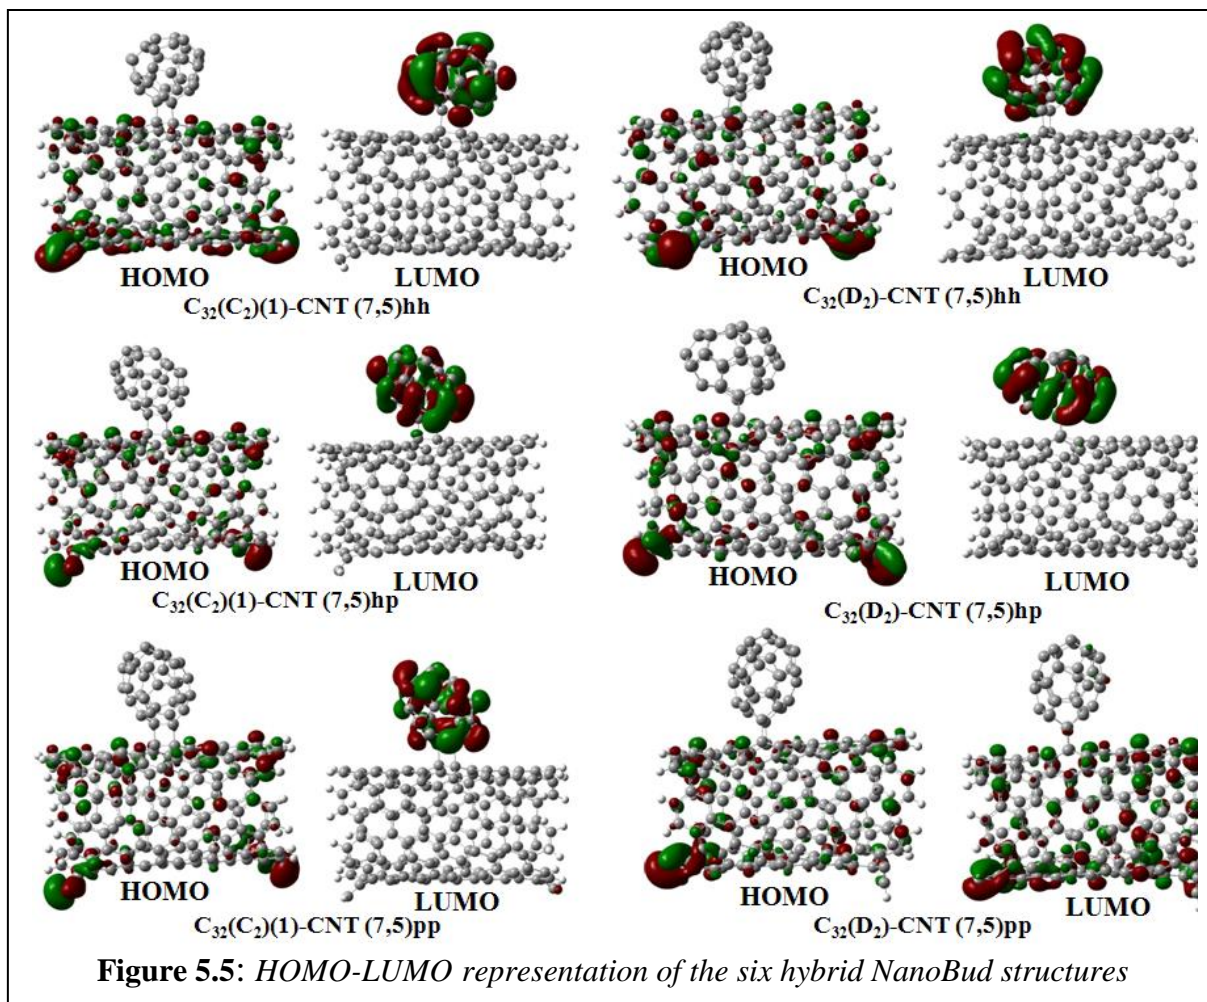 HOMO LUMO HOMO LUMO
C₃₂(C₂)(1)-CNT (7,5)hh C₃₂(D₂)-CNT (7,5)hh
HOMO LUMO HOMO LUMO
C₃₂(C₂)(1)-CNT (7,5)hp C₃₂(D₂)-CNT (7,5)hp
HOMO LUMO HOMO LUMO
C₃₂(C₂)(1)-CNT (7,5)pp C₃₂(D₂)-CNT (7,5)pp
Figure 5.5: HOMO-LUMO representation of the six hybrid NanoBud structures